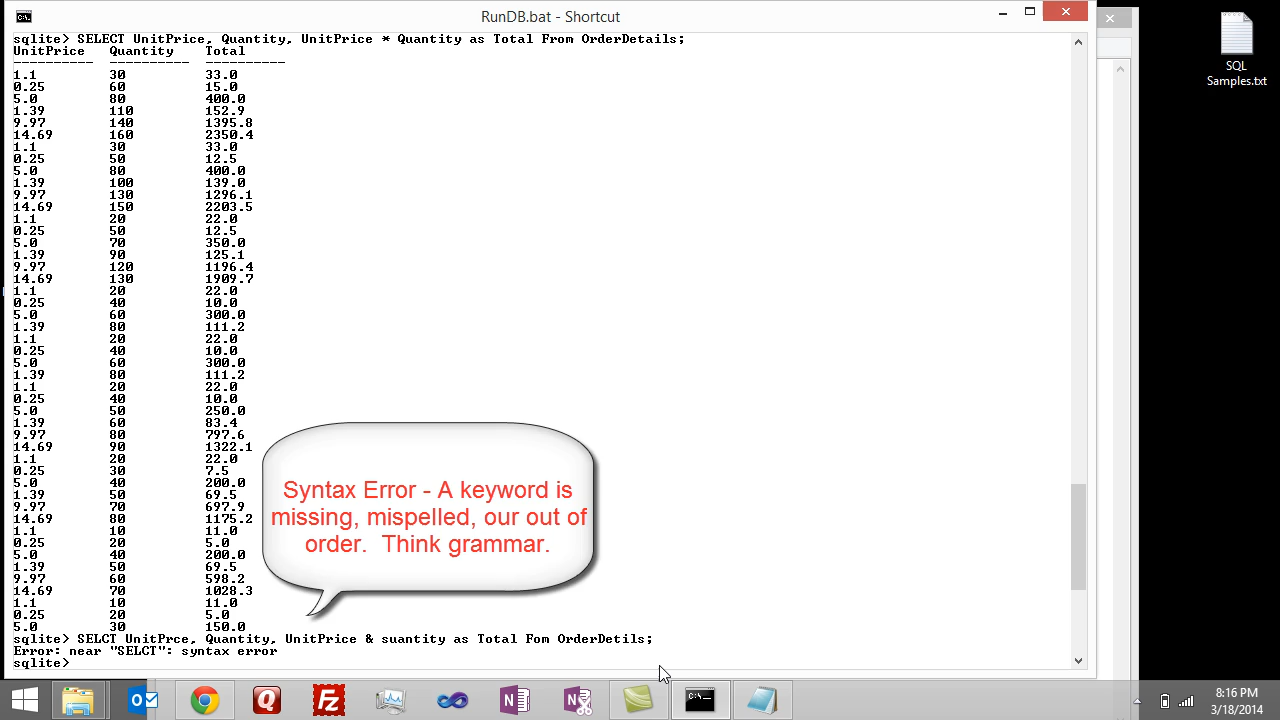 RunDB.bat - Shortcut
sqlite> SELECT UnitPrice, Quantity, UnitPrice * Quantity as Total From OrderDetails;
UnitPrice Quantity Total
---------- ---------- ----------
1.1 30 33.0
0.25 60 15.0
5.0 80 400.0
1.39 110 152.9
9.97 140 1395.8
14.69 160 2350.4
1.1 30 33.0
0.25 50 12.5
5.0 80 400.0
1.39 100 139.0
9.97 130 1296.1
14.69 150 2203.5
1.1 20 22.0
0.25 50 12.5
5.0 70 350.0
1.39 90 125.1
9.97 120 1196.4
14.69 130 1909.7
1.1 20 22.0
0.25 40 10.0
5.0 60 300.0
1.39 80 111.2
1.1 20 22.0
0.25 40 10.0
5.0 60 300.0
1.39 80 111.2
1.1 20 22.0
0.25 40 10.0
5.0 50 250.0
1.39 60 83.4
9.97 80 797.6
14.69 90 1322.1
1.1 20 22.0
0.25 30 7.5
5.0 40 200.0
1.39 50 69.5
9.97 70 697.9
14.69 80 1175.2
1.1 10 11.0
0.25 20 5.0
5.0 40 200.0
1.39 50 69.5
9.97 60 598.2
14.69 70 1028.3
1.1 10 11.0
0.25 20 5.0
5.0 30 150.0
sqlite> SELCT UnitPrce, Quantity, UnitPrice & suantity as Total Fom OrderDetils;
Error: near "SELCT": syntax error
sqlite>
Syntax Error - A keyword is
missing, mispelled, our out of
order. Think grammar.
SQL
Samples.txt
8:16 PM
3/18/2014